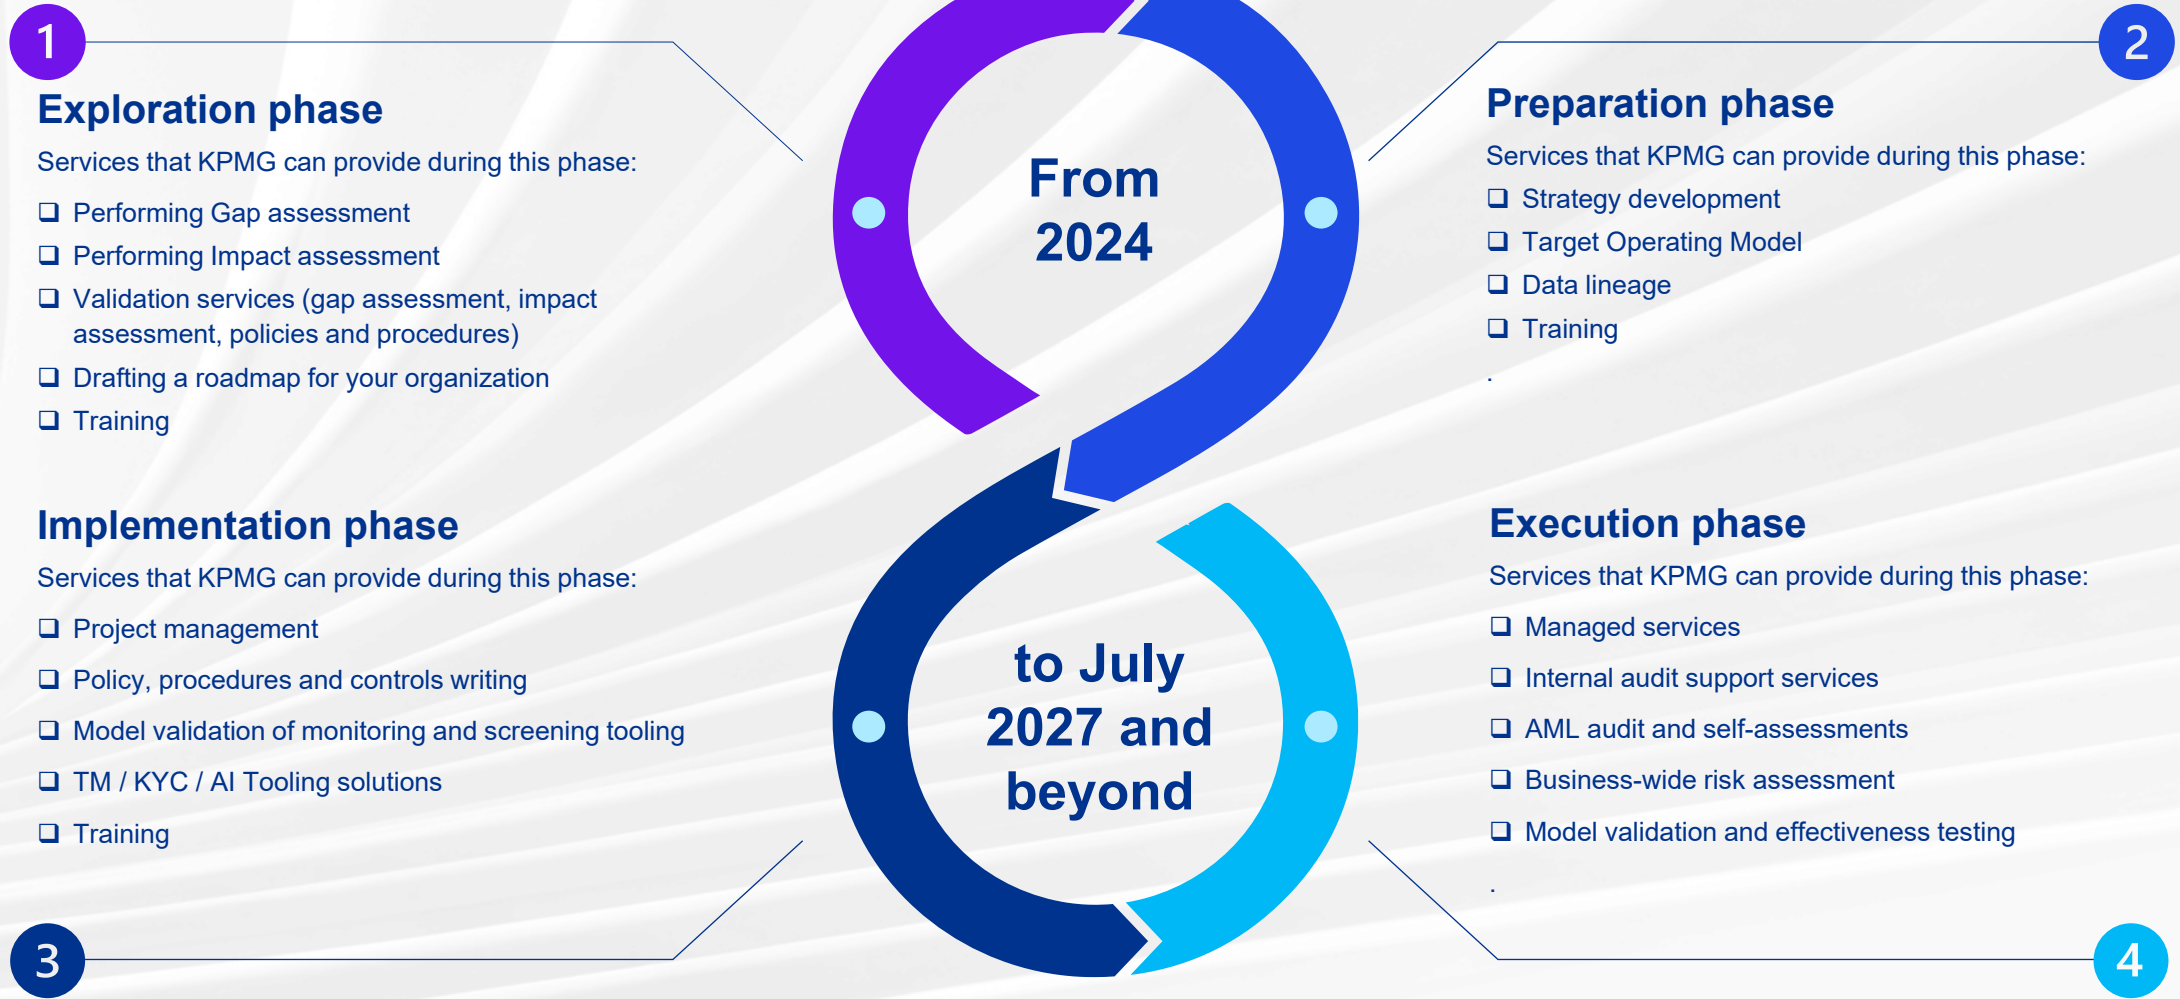 1
Exploration phase
Services that KPMG can provide during this phase:
❑ Performing Gap assessment
❑ Performing Impact assessment
❑ Validation services (gap assessment, impact
assessment, policies and procedures)
❑ Drafting a roadmap for your organization
❑ Training
From
2024
2
Preparation phase
Services that KPMG can provide during this phase:
❑ Strategy development
❑ Target Operating Model
❑ Data lineage
❑ Training
.
Implementation phase
Services that KPMG can provide during this phase:
❑ Project management
❑ Policy, procedures and controls writing
❑ Model validation of monitoring and screening tooling
❑ TM / KYC / AI Tooling solutions
❑ Training
3
to July
2027 and
beyond
Execution phase
Services that KPMG can provide during this phase:
❑ Managed services
❑ Internal audit support services
❑ AML audit and self-assessments
❑ Business-wide risk assessment
❑ Model validation and effectiveness testing
.
4